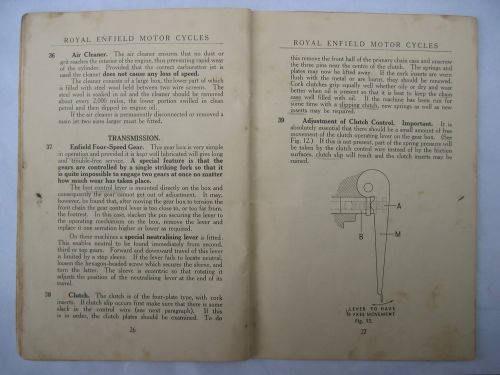 ROYAL ENFIELD MOTOR CYCLES
36 Air Cleaner. The air cleaner ensures that no dust or
grit reaches the interior of the engine, thus preventing rapid wear
of the cylinder. Provided that the correct carburetter jet is
used the cleaner does not cause any loss of speed.
The cleaner consists of a large box, the lower part of which
is filled with steel wool held between two wire screens. The
steel wool is soaked in oil and the cleaner should be removed
about every 2,000 miles, the lower portion swilled in clean
petrol and then dipped in engine oil.
If the air cleaner is permanently disconnected or removed a
main jet two sizes larger must be fitted.
TRANSMISSION.
37 Enfield Four-Speed Gear. This gear box is very simple
in operation and provided it is kept well lubricated will give long
and trouble-free service. A special feature is that the
gears are controlled by a single striking fork so that it
is quite impossible to engage two gears at once no matter
how much wear has taken place.
The foot control lever is mounted directly on the box and
consequently the gear cannot get out of adjustment. It may,
however, be found that, after moving the gear box to tension the
front chain the gear control lever is too close to, or too far from,
the footrest. In this case, slacken the pin securing the lever to
the operating mechanism on the box, remove the lever and
replace it one serration higher or lower as required.
On these machines a special neutralising lever is fitted.
This enables neutral to be found immediately from second,
third or top gears. Forward and downward travel of this lever
is limited by a stop sleeve. If the lever fails to locate neutral,
loosen the hexagon-headed screw which secures the sleeve, and
turn the latter. The sleeve is eccentric so that rotating it
adjusts the position of the neutralising lever at the end of its
travel.
38 Clutch. The clutch is of the four-plate type, with cork
inserts. If clutch slip occurs first make sure that there is some
slack in the control wire (see next paragraph). If this
is in order, the clutch plates should be examined. To do
26
ROYAL ENFIELD MOTOR CYCLES
this remove the front half of the primary chain case and unscrew
the three pins near the centre of the clutch. The springs and
plates may now be lifted away. If the cork inserts are worn
flush with the metal or are burnt, they should be renewed.
Cork clutches grip equally well whether oily or dry and wear
better when oil is present so that it is best to keep the chain
case well filled with oil. If the machine has been run for
some time with a slipping clutch, new springs as well as new
inserts may be required.
39 Adjustment of Clutch Control. Important. It is
absolutely essential that there should be a small amount of free
movement of the clutch operating lever on the gear box. (See
Fig. 12.) If this is not present, part of the spring pressure will
be taken by the clutch control wire instead of by the friction
surfaces, clutch slip will result and the clutch inserts may be
ruined.
A
B
M
LEVER TO HAVE
FREE MOVEMENT
Fig. 12.
27